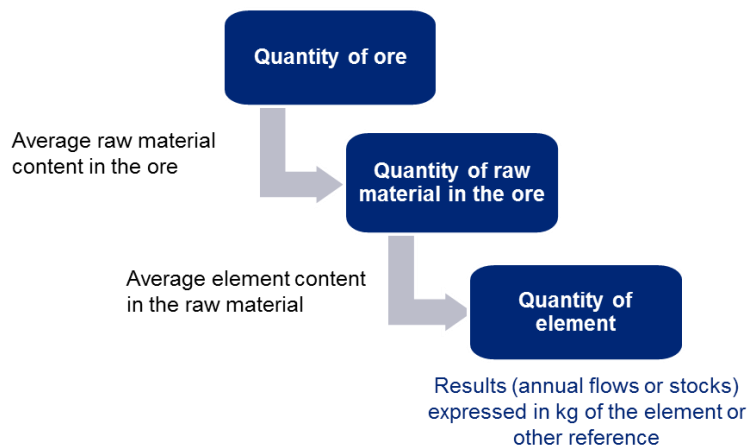 Quantity of ore
Average raw material
content in the ore
Quantity of raw
material in the ore
Average element content
in the raw material
Quantity of
element
Results (annual flows or stocks)
expressed in kg of the element or
other reference